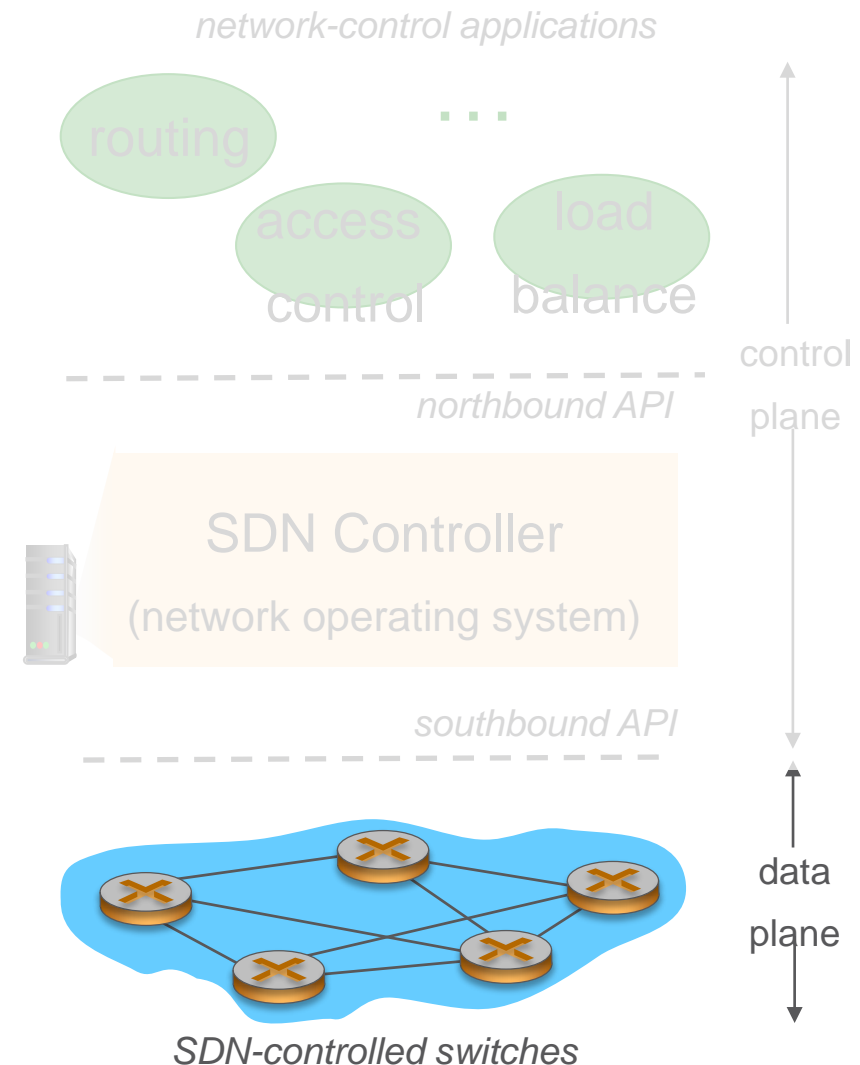 network-control applications
routing
...
access
control
load
balance
control
plane
northbound API
SDN Controller
(network operating system)
southbound API
data
plane
SDN-controlled switches